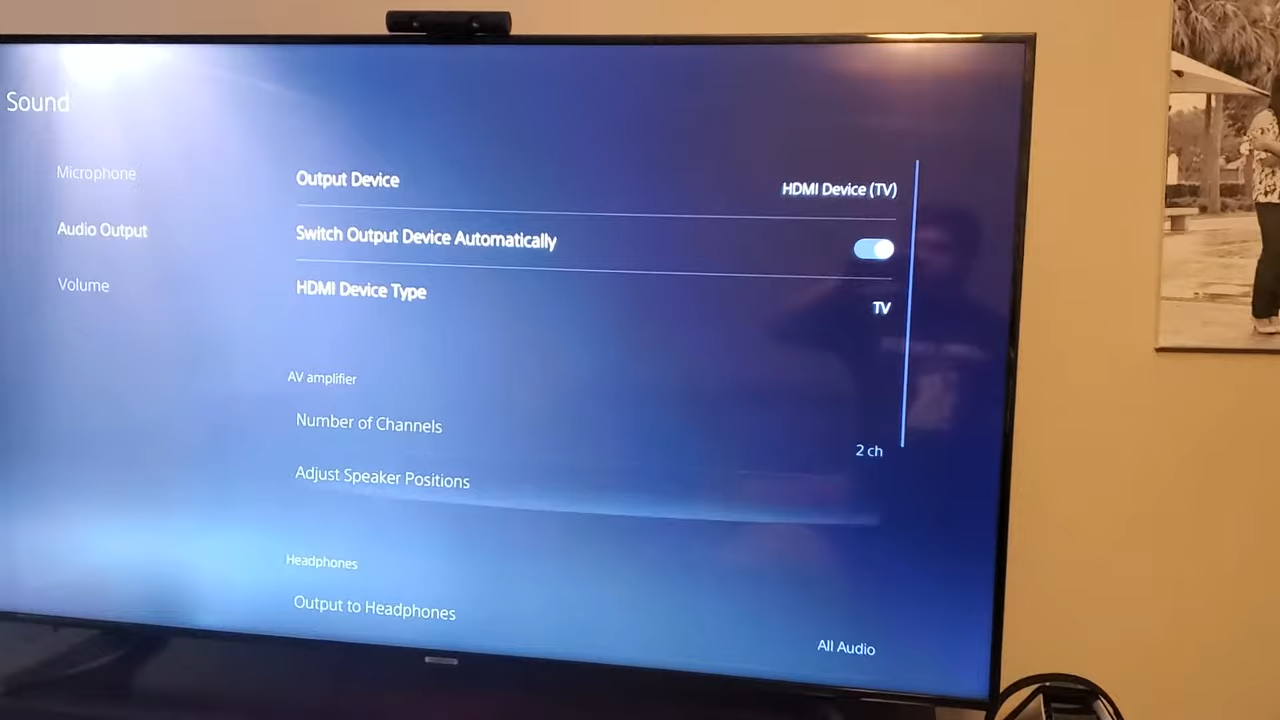 Sound
Microphone
Audio Output
Volume
Output Device
HDMI Device (TV)
Switch Output Device Automatically
HDMI Device Type
TV
AV amplifier
Number of Channels
2 ch
Adjust Speaker Positions
Headphones
Output to Headphones
All Audio